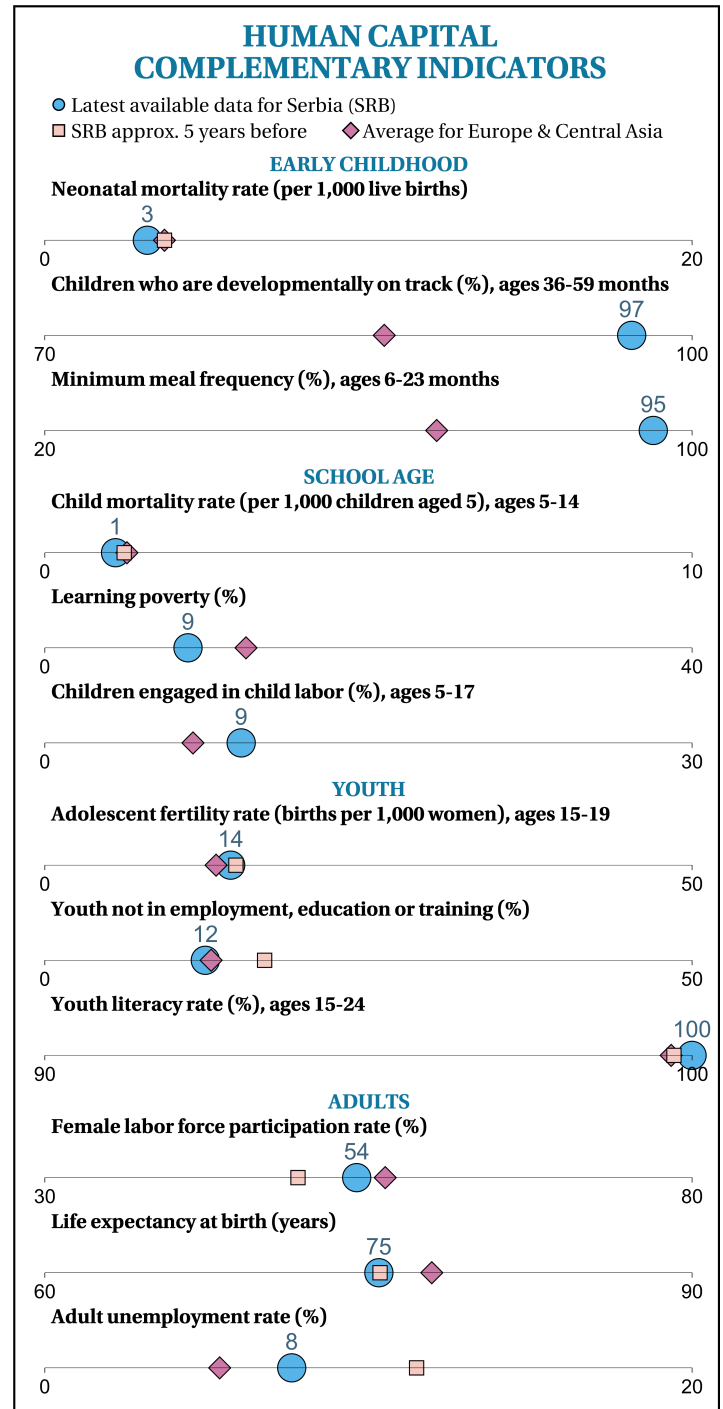 HUMAN CAPITAL
COMPLEMENTARY INDICATORS
Latest available data for Serbia (SRB)
SRB approx. 5 years before
Average for Europe & Central Asia
EARLY CHILDHOOD
Neonatal mortality rate (per 1,000 live births)
3
0
20
Children who are developmentally on track (%), ages 36-59 months
97
70
100
Minimum meal frequency (%), ages 6-23 months
95
20
100
SCHOOL AGE
Child mortality rate (per 1,000 children aged 5), ages 5-14
1
0
10
Learning poverty (%)
9
0
40
Children engaged in child labor (%), ages 5-17
9
0
30
YOUTH
Adolescent fertility rate (births per 1,000 women), ages 15-19
14
0
50
Youth not in employment, education or training (%)
12
0
50
Youth literacy rate (%), ages 15-24
100
90
100
ADULTS
Female labor force participation rate (%)
54
30
80
Life expectancy at birth (years)
75
60
90
Adult unemployment rate (%)
8
0
20